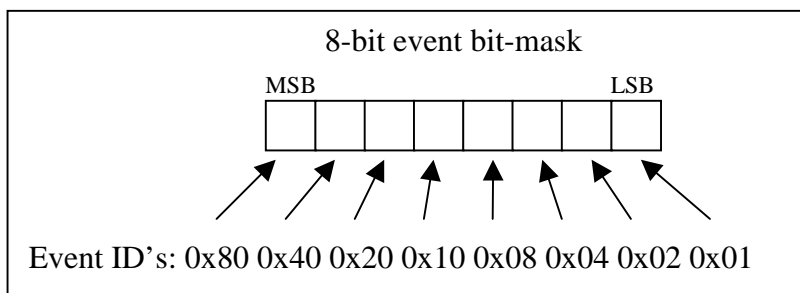 8-bit event bit-mask
MSB LSB
Event ID's: 0x80 0x40 0x20 0x10 0x08 0x04 0x02 0x01